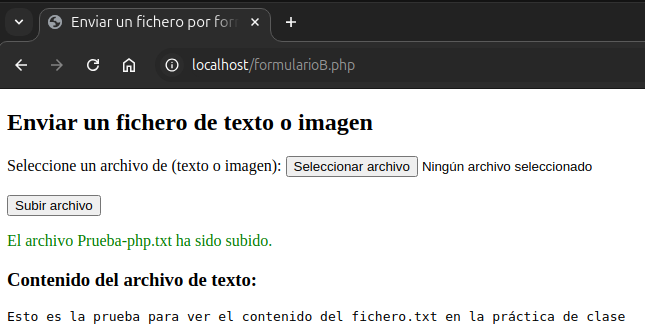 Enviar un fichero por for
localhost/formularioB.php
Enviar un fichero de texto o imagen
Seleccione un archivo de (texto o imagen): Seleccionar archivo Ningún archivo seleccionado
Subir archivo
El archivo Prueba-php.txt ha sido subido.
Contenido del archivo de texto:
Esto es la prueba para ver el contenido del fichero.txt en la práctica de clase